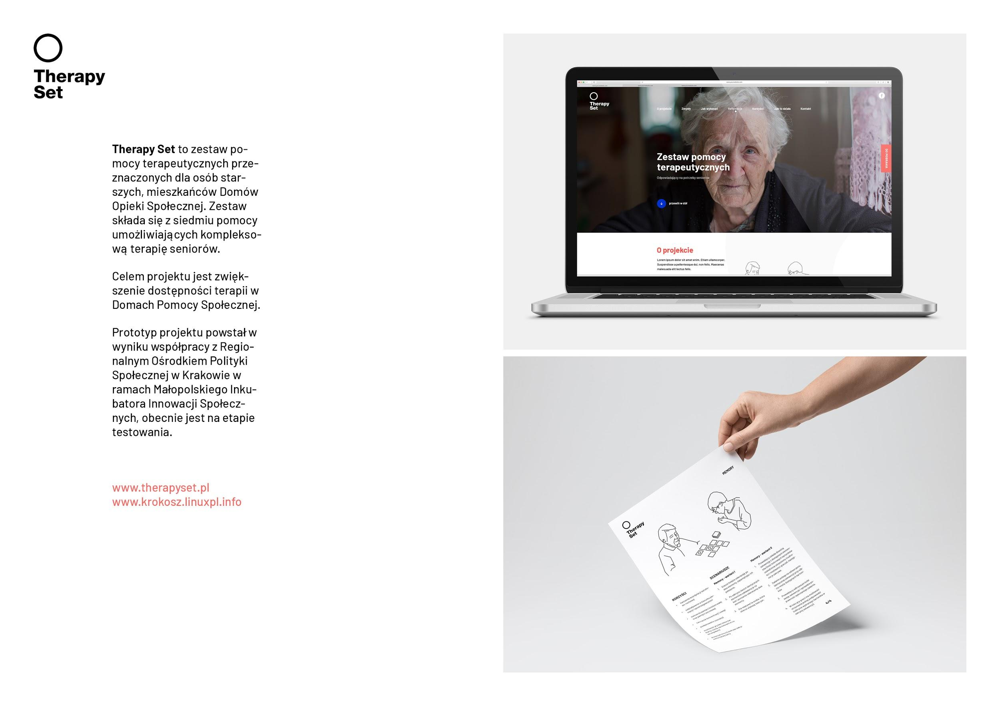 Therapy
Set
Therapy Set to zestaw po-
mocy terapeutycznych prze-
znaczonych dla osób star-
szych, mieszkańców Domów
Opieki Społecznej. Zestaw
składa się z siedmiu pomocy
umożliwiających komplekso-
wą terapię seniorów.
Celem projektu jest zwięk-
szenie dostępności terapii w
Domach Pomocy Społecznej.
Prototyp projektu powstał w
wyniku współpracy z Regio-
nalnym Ośrodkiem Polityki
Społecznej w Krakowie w
ramach Małopolskiego Inku-
batora Innowacji Społecz-
nych, obecnie jest na etapie
testowania.
www.therapyset.pl
www.krokosz.linuxpl.info
Therapy
Set
O projekcie Zmysły Jak wykonać Referencje Korzyści Jak to działa Kontakt
Zestaw pomocy
terapeutycznych
Odpowiadający na potrzeby seniorów
przewiń w dół
DO POBRANIA
O projekcie
Lorem ipsum dolor sit amet enim. Etiam ullamcorper.
Suspendisse a pellentesque dui, non felis. Maecenas
malesuada elit lectus felis.
MEMORY
Therapy
Set
KORZYŚCI
SCENARIUSZE
Memory - wariant I
Memory - wariant II
4/4